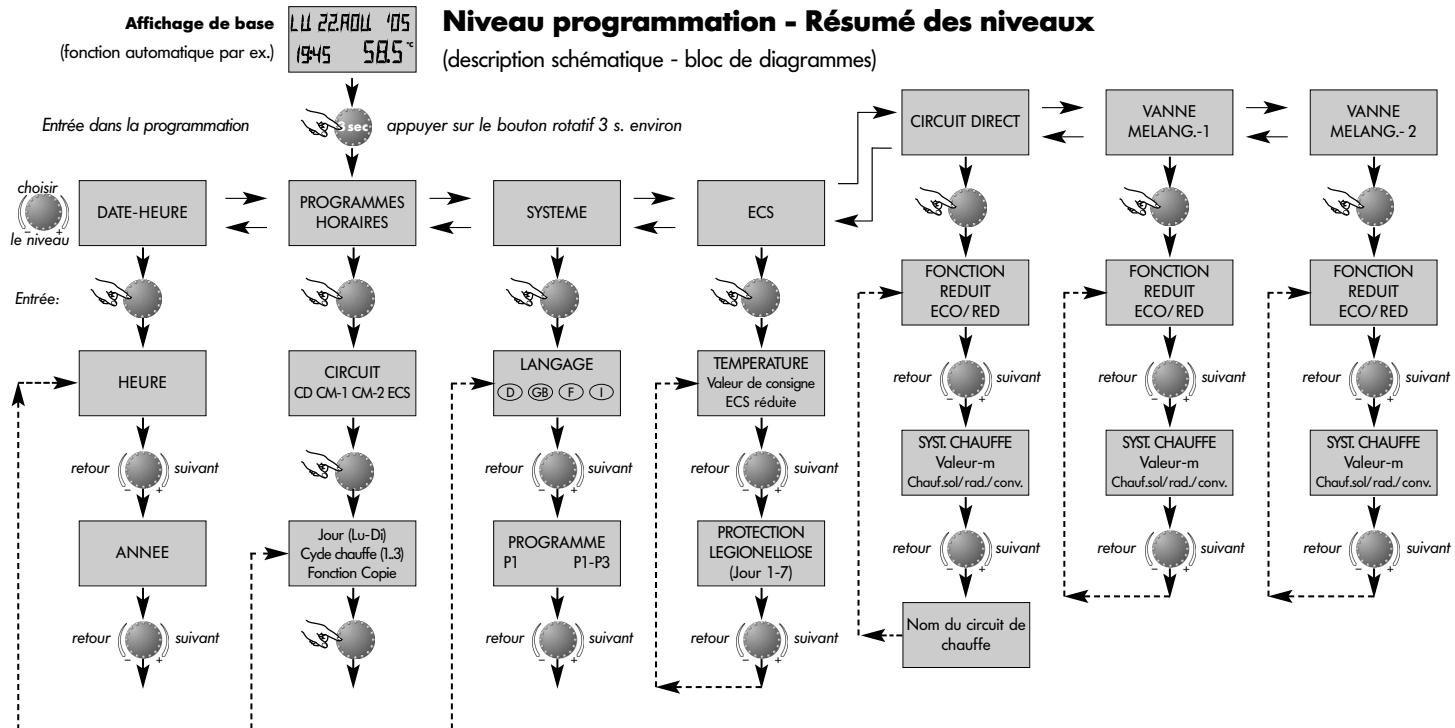 Affichage de base
(fonction automatique par ex.)
LU 22.AOU '05
19:45 58.5 °C
Niveau programmation - Résumé des niveaux
(description schématique - bloc de diagrammes)
Entrée dans la programmation
3 sec
appuyer sur le bouton rotatif 3 s. environ
CIRCUIT DIRECT
VANNE
MELANG.-1
VANNE
MELANG.- 2
choisir
- +
le niveau
DATE-HEURE
PROGRAMMES
HORAIRES
SYSTEME
ECS
Entrée:
HEURE
retour - + suivant
ANNEE
retour - + suivant
CIRCUIT
CD CM-1 CM-2 ECS
Jour (Lu-Di)
Cycle chauffe (1..3)
Fonction Copie
LANGAGE
D GB F I
retour - + suivant
PROGRAMME
P1 P1-P3
retour - + suivant
TEMPERATURE
Valeur de consigne
ECS réduite
retour - + suivant
PROTECTION
LEGIONELLOSE
(Jour 1-7)
retour - + suivant
FONCTION
REDUIT
ECO/RED
retour - + suivant
SYST. CHAUFFE
Valeur-m
Chauf.sol/rad./conv.
retour - + suivant
Nom du circuit de
chauffe
FONCTION
REDUIT
ECO/RED
retour - + suivant
SYST. CHAUFFE
Valeur-m
Chauf.sol/rad./conv.
retour - + suivant
FONCTION
REDUIT
ECO/RED
retour - + suivant
SYST. CHAUFFE
Valeur-m
Chauf.sol/rad./conv.
retour - + suivant